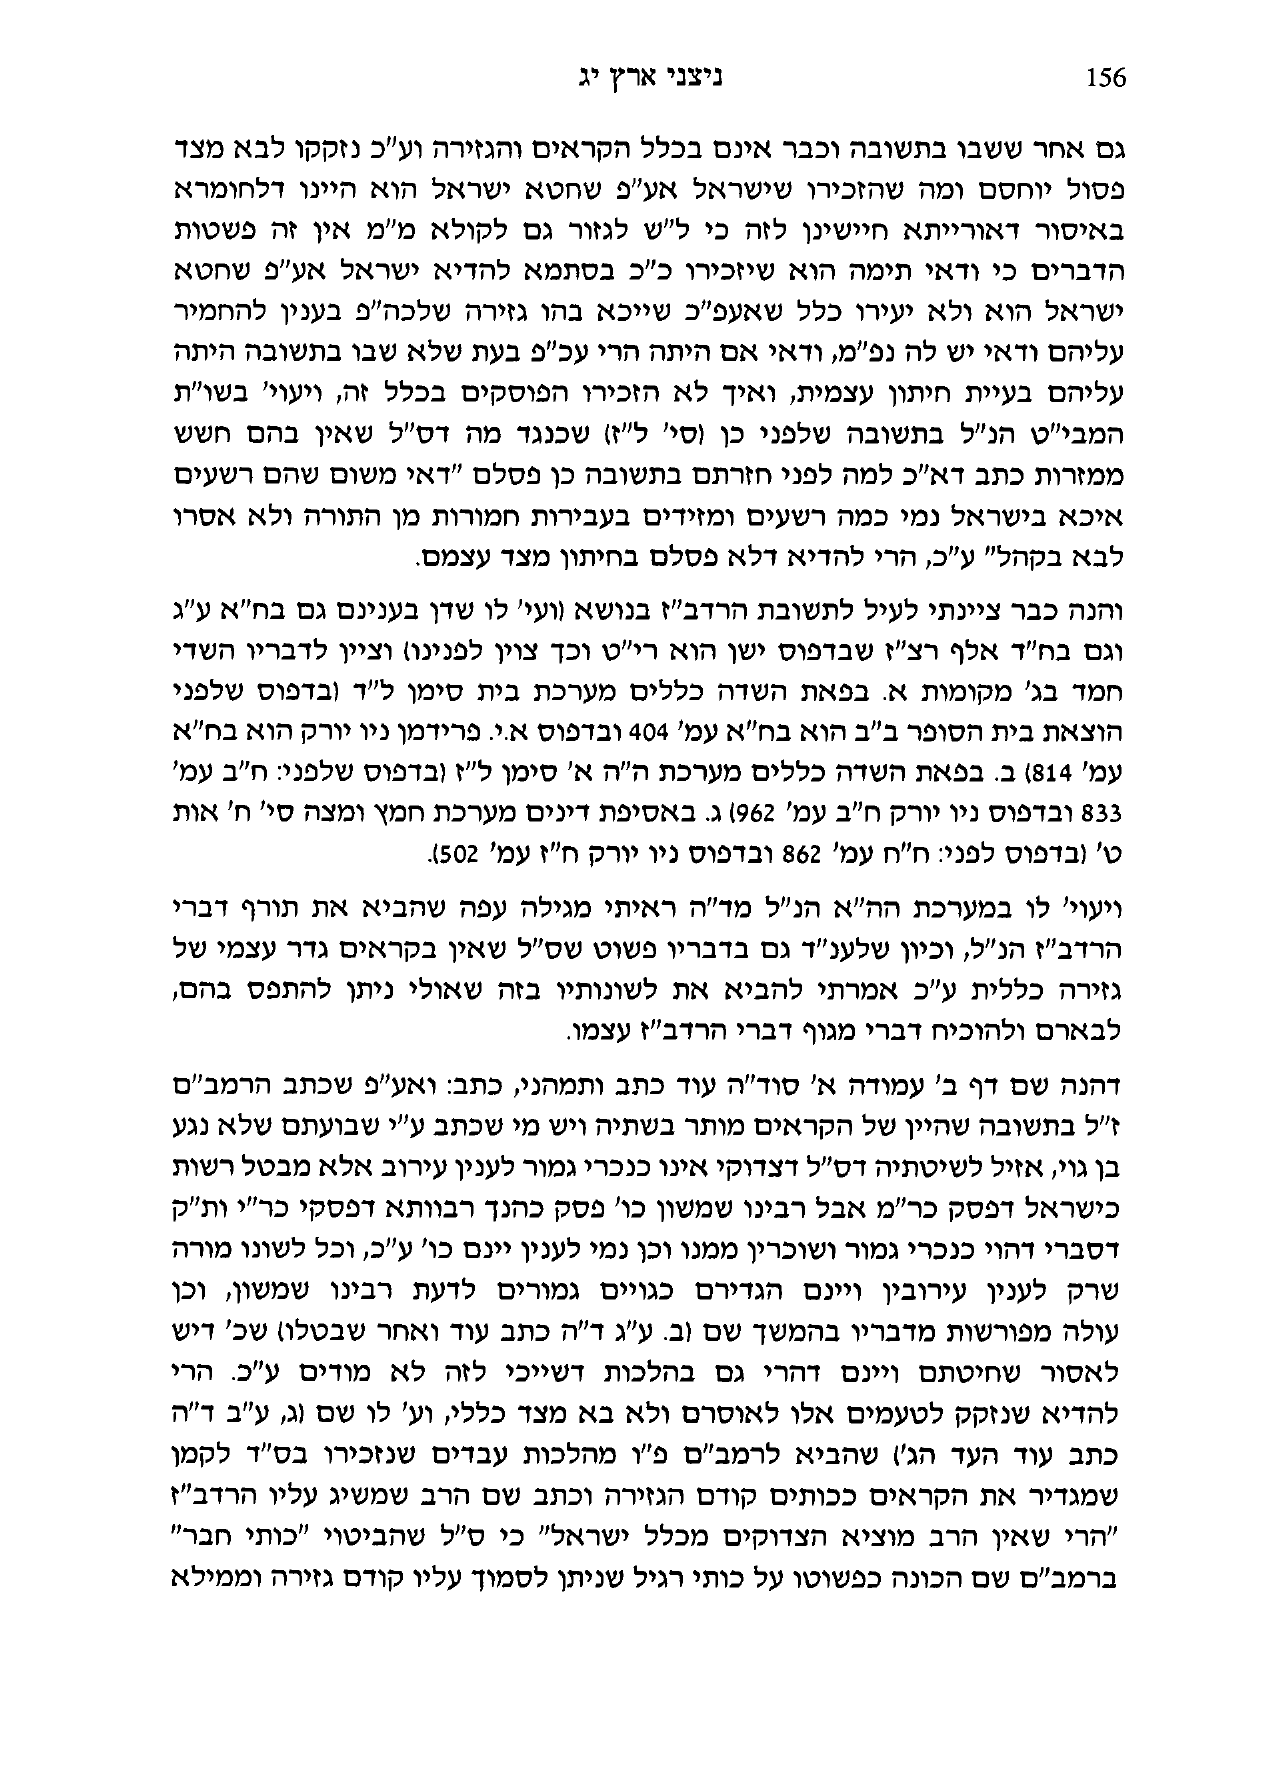 156
ניצני ארץ יג
גם אחר ששבו בתשובה וכבר אינם בכלל הקראים והגזירה וע"כ נזקקו לבא מצד
פסול יוחסם ומה שהזכירו שישראל אע"פ שחטא ישראל הוא היינו דלחומרא
באיסור דאורייתא חיישינן לזה כי ל"ש לגזור גם לקולא מ"מ אין זה פשטות
הדברים כי ודאי תימה הוא שיזכירו כ"כ בסתמא להדיא ישראל אע"פ שחטא
ישראל הוא ולא יעירו כלל שאעפ"כ שייכא בהו גזירה שלכה"פ בענין להחמיר
עליהם ודאי יש לה נפ"מ, ודאי אם היתה הרי עכ"פ בעת שלא שבו בתשובה היתה
עליהם בעיית חיתון עצמית, ואיך לא הזכירו הפוסקים בכלל זה, ויעוי' בשו"ת
המבי"ט הנ"ל בתשובה שלפני כן (סי' ל"ז) שכנגד מה דס"ל שאין בהם חשש
ממזרות כתב דא"כ למה לפני חזרתם בתשובה כן פסלם "דאי משום שהם רשעים
איכא בישראל נמי כמה רשעים ומזידים בעבירות חמורות מן התורה ולא אסרו
לבא בקהל" ע"כ, הרי להדיא דלא פסלם בחיתון מצד עצמם.
והנה כבר ציינתי לעיל לתשובת הרדב"ז בנושא (ועי' לו שדן בענינם גם בח"א ע"ג
וגם בח"ד אלף רצ"ז שבדפוס ישן הוא רי"ט וכך צוין לפנינו) וציין לדבריו השדי
חמד בג' מקומות א. בפאת השדה כללים מערכת בית סימן ל"ד (בדפוס שלפני
הוצאת בית הסופר ב"ב הוא בח"א עמ' 404 ובדפוס א.י. פרידמן ניו יורק הוא בח"א
עמ' 814) ב. בפאת השדה כללים מערכת ה"ה א' סימן ל"ז (בדפוס שלפני: ח"ב עמ'
833 ובדפוס ניו יורק ח"ב עמ' 962) ג. באסיפת דינים מערכת חמץ ומצה סי' ח' אות
ט' (בדפוס לפני: ח"ח עמ' 862 ובדפוס ניו יורק ח"ז עמ' 502).
ויעוי' לו במערכת הה"א הנ"ל מד"ה ראיתי מגילה עפה שהביא את תורף דברי
הרדב"ז הנ"ל, וכיון שלענ"ד גם בדבריו פשוט שס"ל שאין בקראים גדר עצמי של
גזירה כללית ע"כ אמרתי להביא את לשונותיו בזה שאולי ניתן להתפס בהם,
לבארם ולהוכיח דברי מגוף דברי הרדב"ז עצמו.
דהנה שם דף ב' עמודה א' סוד"ה עוד כתב ותמהני, כתב: ואע"פ שכתב הרמב"ם
ז"ל בתשובה שהיין של הקראים מותר בשתיה ויש מי שכתב ע"י שבועתם שלא נגע
בן גוי, אזיל לשיטתיה דס"ל דצדוקי אינו כנכרי גמור לענין עירוב אלא מבטל רשות
כישראל דפסק כר"מ אבל רבינו שמשון כו' פסק כהנך רבוותא דפסקי כר"י ות"ק
דסברי דהוי כנכרי גמור ושוכרין ממנו וכן נמי לענין יינם כו' ע"כ, וכל לשונו מורה
שרק לענין עירובין ויינם הגדירם כגויים גמורים לדעת רבינו שמשון, וכן
עולה מפורשות מדבריו בהמשך שם (ב. ע"ג ד"ה כתב עוד ואחר שבטלו) שכ' דיש
לאסור שחיטתם ויינם דהרי גם בהלכות דשייכי לזה לא מודים ע"כ. הרי
להדיא שנזקק לטעמים אלו לאוסרם ולא בא מצד כללי, וע' לו שם (ג, ע"ב ד"ה
כתב עוד העד הג') שהביא לרמב"ם פ"ו מהלכות עבדים שנזכירו בס"ד לקמן
שמגדיר את הקראים ככותים קודם הגזירה וכתב שם הרב שמשיג עליו הרדב"ז
"הרי שאין הרב מוציא הצדוקים מכלל ישראל" כי ס"ל שהביטוי "כותי חבר"
ברמב"ם שם הכונה כפשוטו על כותי רגיל שניתן לסמוך עליו קודם גזירה וממילא